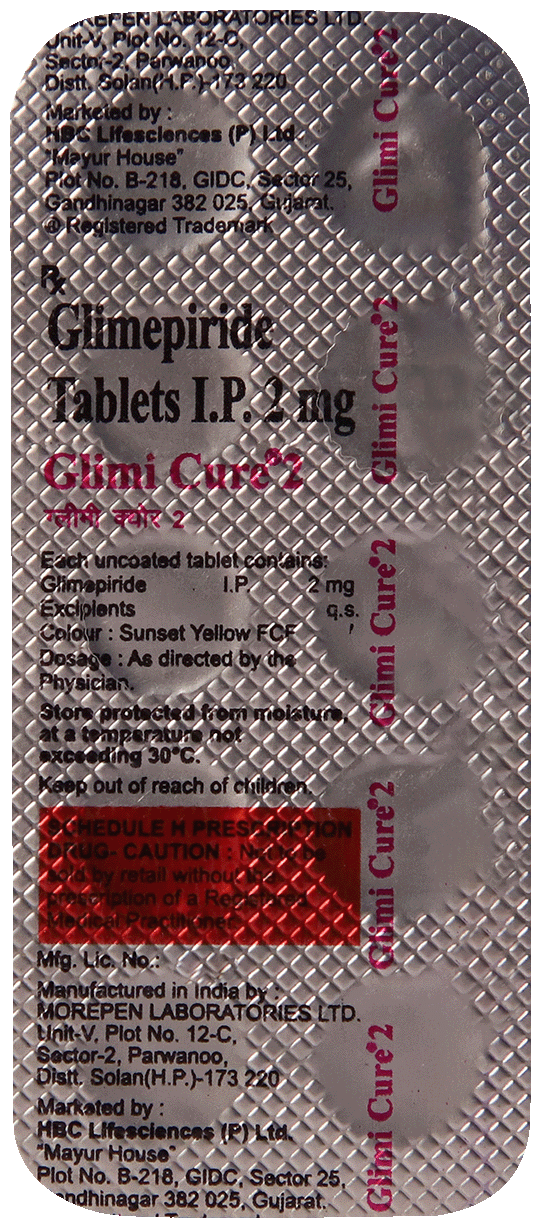 MOREPEN LABORATORIES LTD.
Unit-V, Plot No. 12-C,
Sector-2, Parwanoo,
Distt. Solan(H.P.)-173 220
Marketed by :
HBC Lifesciences (P) Ltd.
"Mayur House"
Plot No. B-218, GIDC, Sector 25,
Gandhinagar 382 025, Gujarat.
® Registered Trademark
Rx
Glimepiride
Tablets I.P. 2 mg
Glimi Cure®2
ग्लीमी क्योर 2
Each uncoated tablet contains:
Glimepiride I.P. 2 mg
Excipients q.s.
Colour : Sunset Yellow FCF
Dosage : As directed by the
Physician.
Store protected from moisture,
at a temperature not
exceeding 30°C.
Keep out of reach of children.
SCHEDULE H PRESCRIPTION
DRUG- CAUTION : Not to be
sold by retail without the
prescription of a Registered
Medical Practitioner
Mfg. Lic. No.:
Manufactured in India by :
MOREPEN LABORATORIES LTD.
Unit-V, Plot No. 12-C,
Sector-2, Parwanoo,
Distt. Solan(H.P.)-173 220
Marketed by :
HBC Lifesciences (P) Ltd.
"Mayur House"
Plot No. B-218, GIDC, Sector 25,
Gandhinagar 382 025, Gujarat.
Glimi Cure®2
Glimi Cure®2
Glimi Cure®2
Glimi Cure®2
Glimi Cure®2